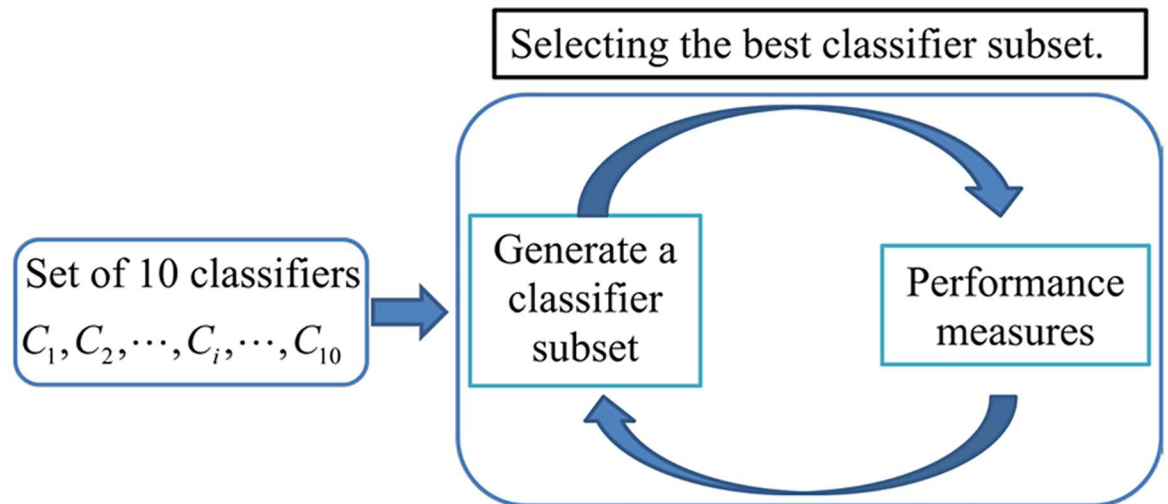 Selecting the best classifier subset.
Set of 10 classifiers
C₁, C₂, ⋯, Cᵢ, ⋯, C₁₀
Generate a
classifier
subset
Performance
measures